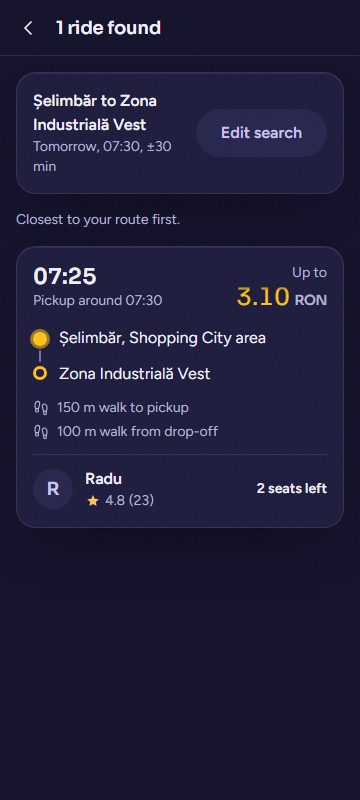 1 ride found
Șelimbăr to Zona
Industrială Vest
Tomorrow, 07:30, ±30
min
Edit search
Closest to your route first.
07:25
Pickup around 07:30
Up to
3.10 RON
Șelimbăr, Shopping City area
Zona Industrială Vest
150 m walk to pickup
100 m walk from drop-off
R
Radu
4.8 (23)
2 seats left